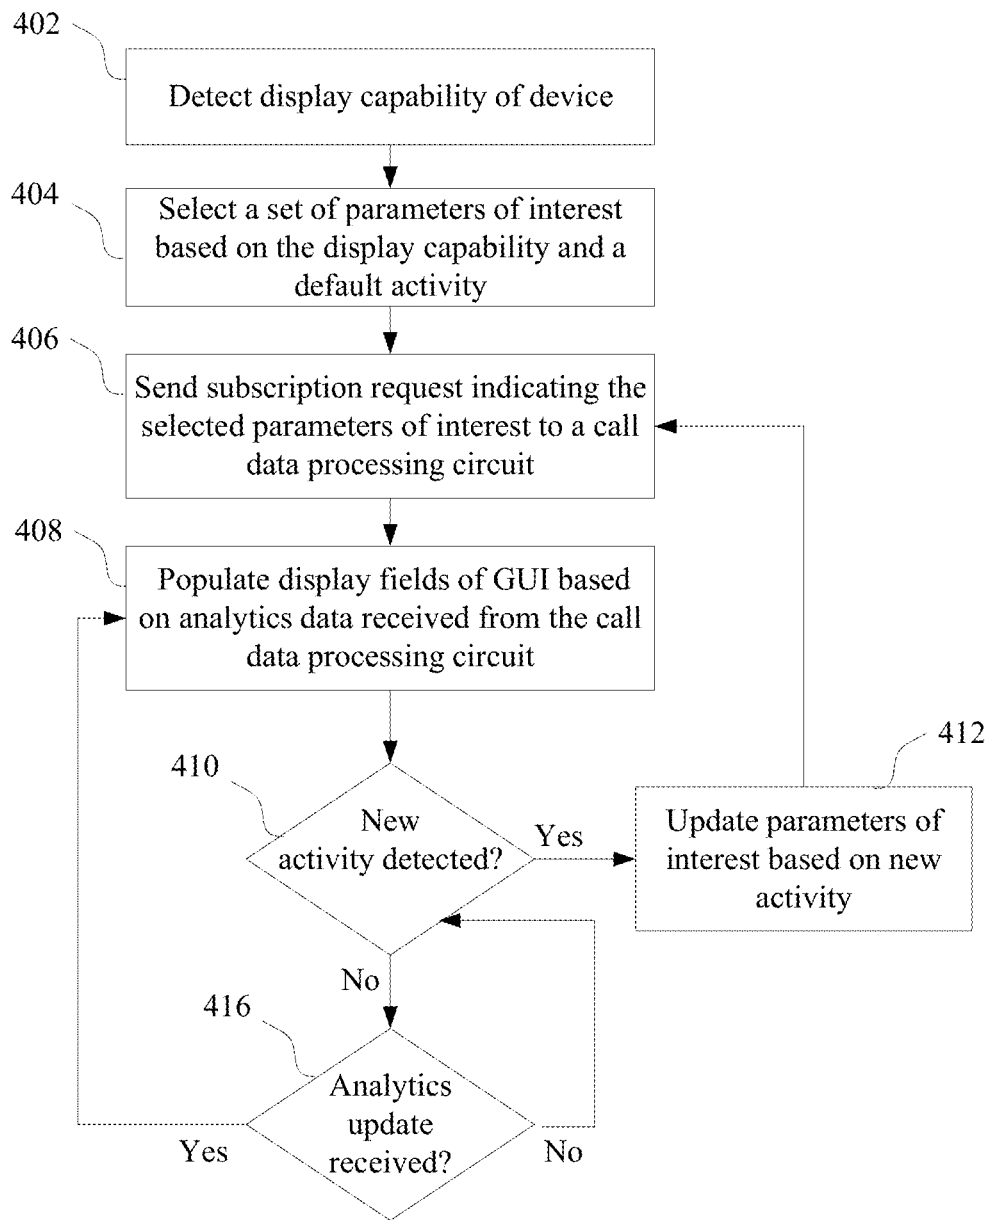 402
Detect display capability of device
404
Select a set of parameters of interest
based on the display capability and a
default activity
406
Send subscription request indicating the
selected parameters of interest to a call
data processing circuit
408
Populate display fields of GUI based
on analytics data received from the call
data processing circuit
410
New
activity detected?
Yes
412
Update parameters of
interest based on new
activity
No
416
Analytics
update
received?
Yes
No